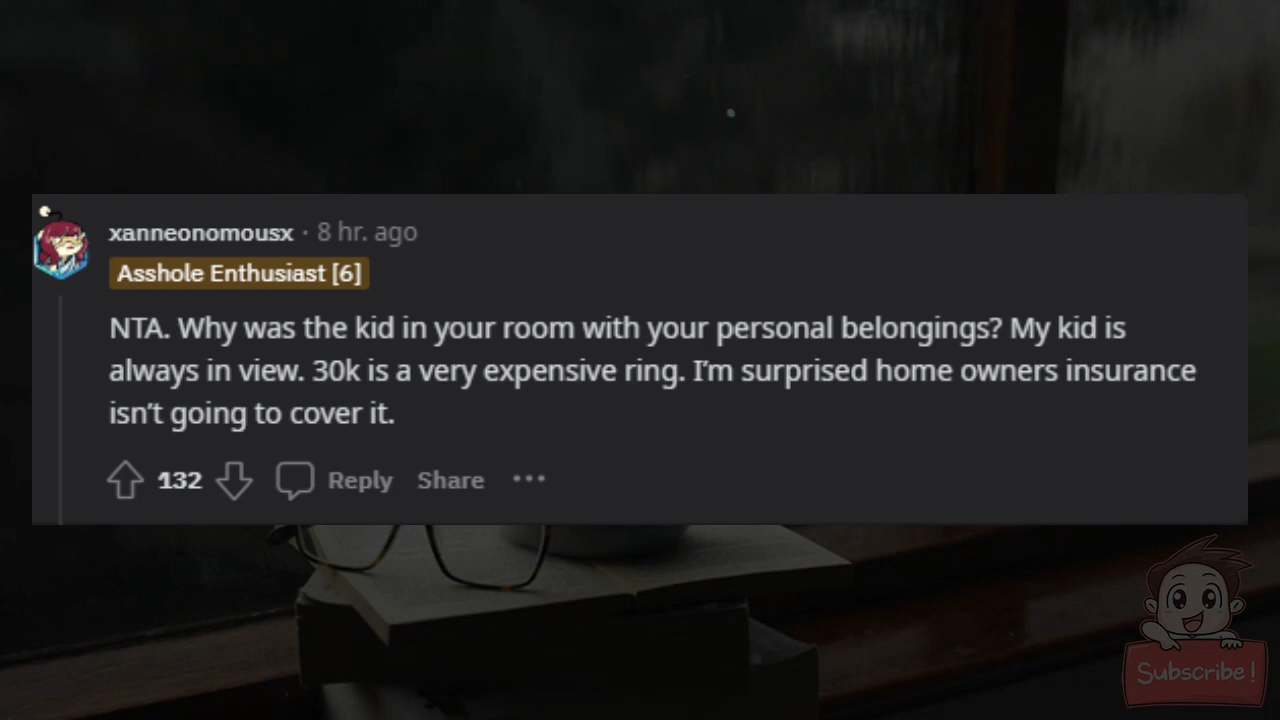 xanneonomousx · 8 hr. ago
Asshole Enthusiast [6]
NTA. Why was the kid in your room with your personal belongings? My kid is
always in view. 30k is a very expensive ring. I’m surprised home owners insurance
isn’t going to cover it.
132 Reply Share ···
Subscribe!